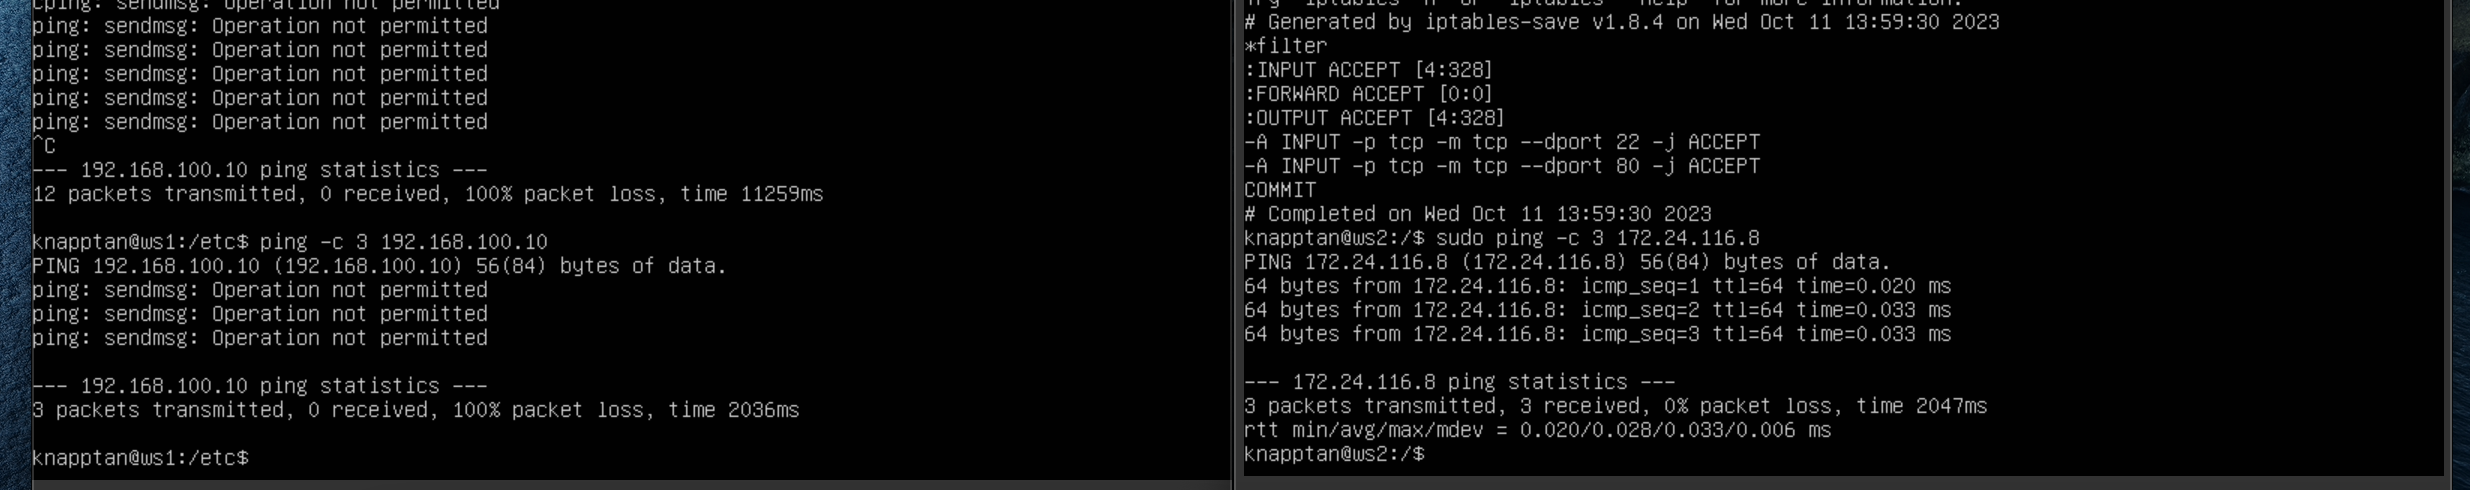 ping: sendmsg: Operation not permitted
ping: sendmsg: Operation not permitted
ping: sendmsg: Operation not permitted
ping: sendmsg: Operation not permitted
ping: sendmsg: Operation not permitted
^C
--- 192.168.100.10 ping statistics ---
12 packets transmitted, 0 received, 100% packet loss, time 11259ms
knapptan@ws1:/etc$ ping -c 3 192.168.100.10
PING 192.168.100.10 (192.168.100.10) 56(84) bytes of data.
ping: sendmsg: Operation not permitted
ping: sendmsg: Operation not permitted
ping: sendmsg: Operation not permitted
--- 192.168.100.10 ping statistics ---
3 packets transmitted, 0 received, 100% packet loss, time 2036ms
knapptan@ws1:/etc$
# Generated by iptables-save v1.8.4 on Wed Oct 11 13:59:30 2023
*filter
:INPUT ACCEPT [4:328]
:FORWARD ACCEPT [0:0]
:OUTPUT ACCEPT [4:328]
-A INPUT -p tcp -m tcp --dport 22 -j ACCEPT
-A INPUT -p tcp -m tcp --dport 80 -j ACCEPT
COMMIT
# Completed on Wed Oct 11 13:59:30 2023
knapptan@ws2:/$ sudo ping -c 3 172.24.116.8
PING 172.24.116.8 (172.24.116.8) 56(84) bytes of data.
64 bytes from 172.24.116.8: icmp_seq=1 ttl=64 time=0.020 ms
64 bytes from 172.24.116.8: icmp_seq=2 ttl=64 time=0.033 ms
64 bytes from 172.24.116.8: icmp_seq=3 ttl=64 time=0.033 ms
--- 172.24.116.8 ping statistics ---
3 packets transmitted, 3 received, 0% packet loss, time 2047ms
rtt min/avg/max/mdev = 0.020/0.028/0.033/0.006 ms
knapptan@ws2:/$